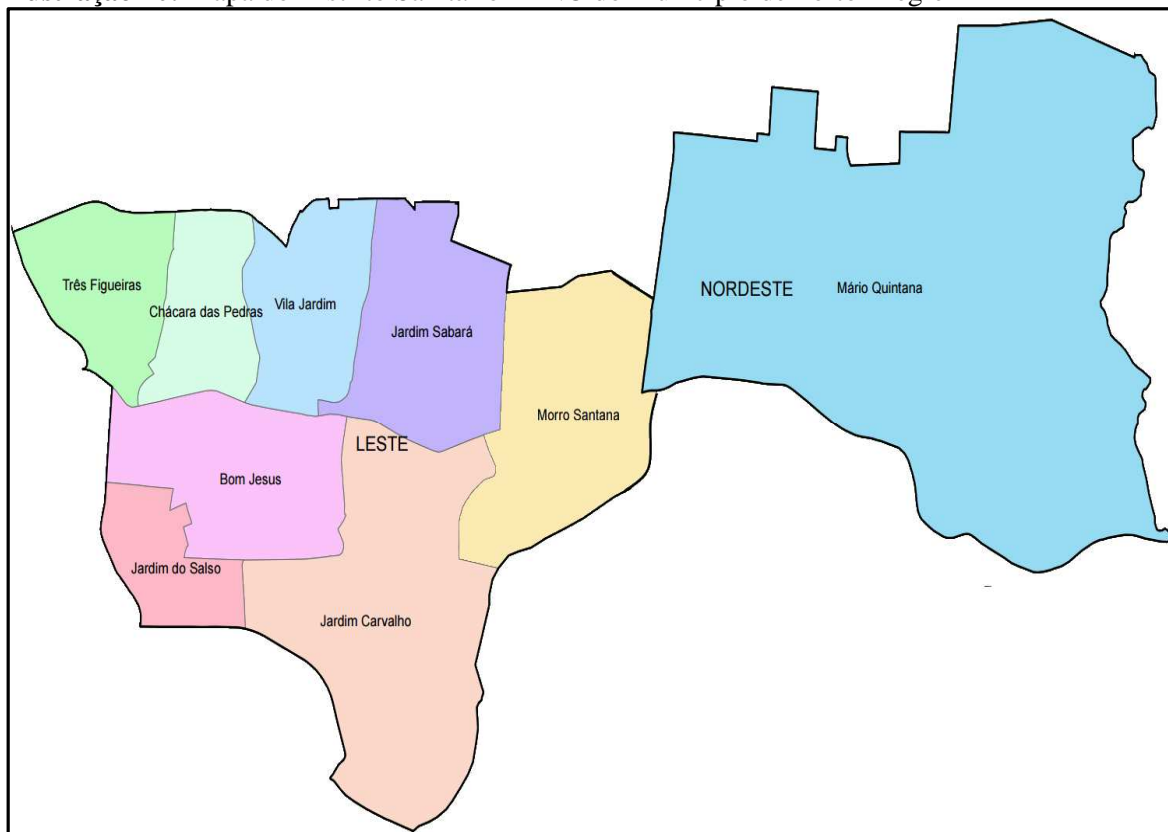 NORDESTE
Mário Quintana
Três Figueiras
Chácara das Pedras
Vila Jardim
Jardim Sabará
Morro Santana
LESTE
Bom Jesus
Jardim do Salso
Jardim Carvalho